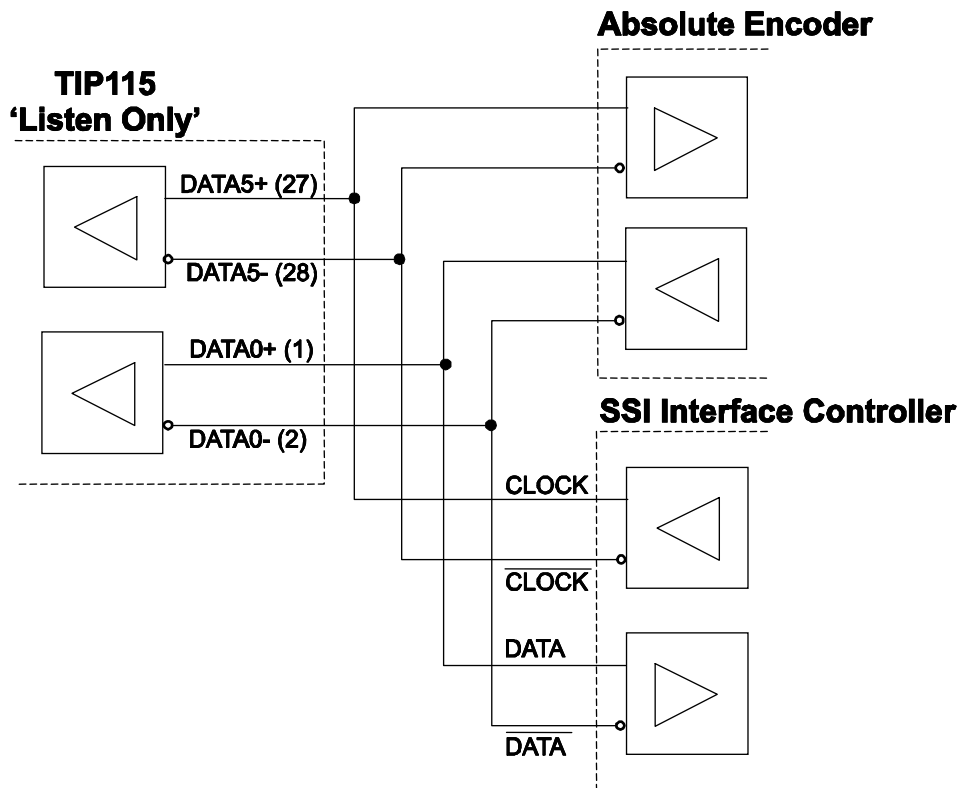 Absolute Encoder
TIP115
‘Listen Only’
DATA5+ (27)
DATA5- (28)
DATA0+ (1)
DATA0- (2)
SSI Interface Controller
CLOCK
CLOCK
DATA
DATA